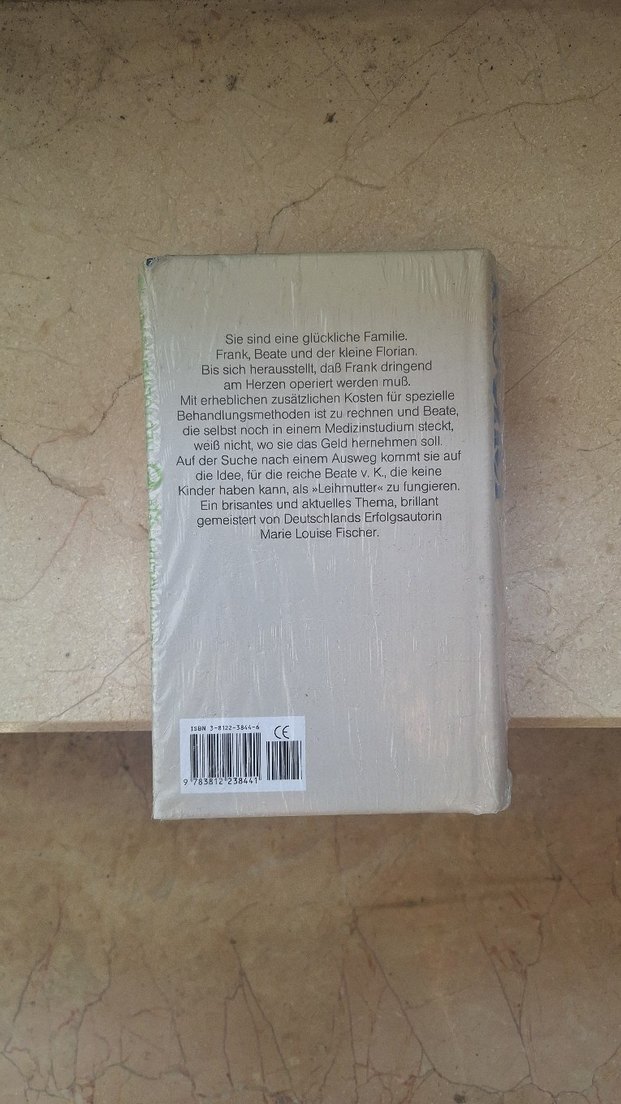 Sie sind eine glückliche Familie.
Frank, Beate und der kleine Florian.
Bis sich herausstellt, daß Frank dringend
am Herzen operiert werden muß.
Mit erheblichen zusätzlichen Kosten für spezielle
Behandlungsmethoden ist zu rechnen und Beate,
die selbst noch in einem Medizinstudium steckt,
weiß nicht, wo sie das Geld hernehmen soll.
Auf der Suche nach einem Ausweg kommt sie auf
die Idee, für die reiche Beate v. K., die keine
Kinder haben kann, als »Leihmutter« zu fungieren.
Ein brisantes und aktuelles Thema, brillant
gemeistert von Deutschlands Erfolgsautorin
Marie Louise Fischer.
ISBN 3-8122-3844-6
CE
9 783812 238441